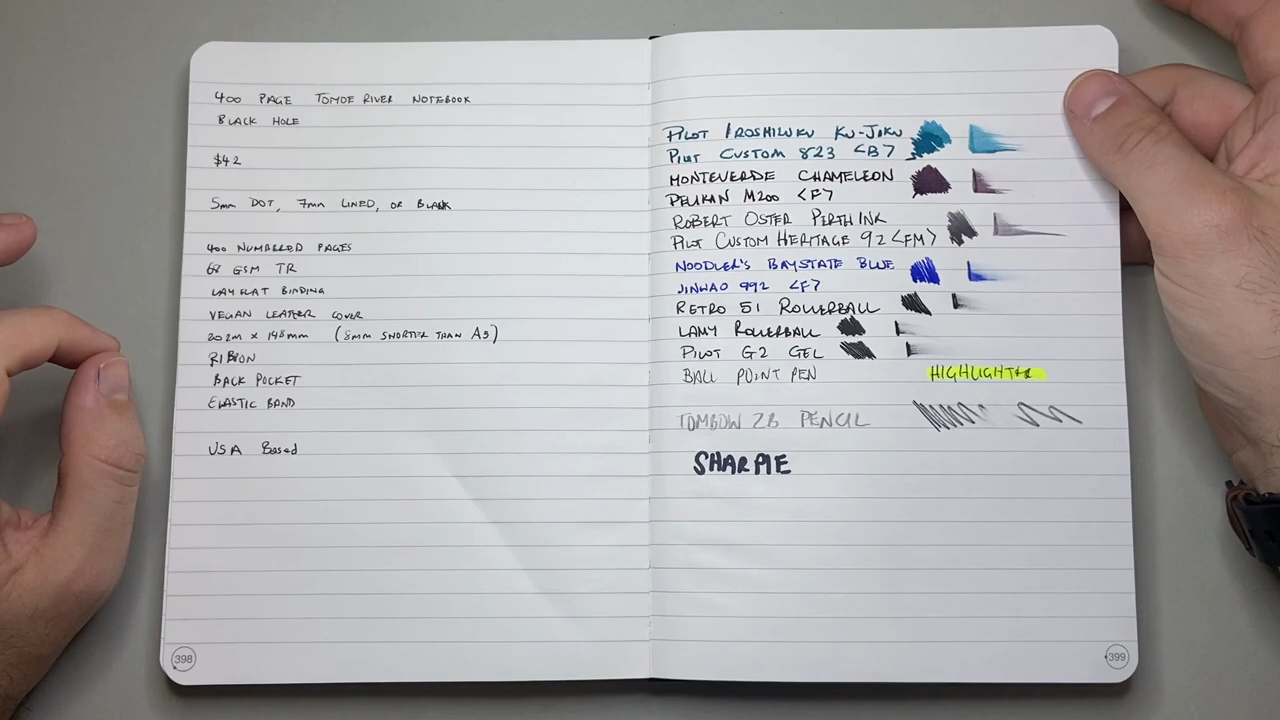 400 PAGE TOMOE RIVER NOTEBOOK
BLACK HOLE
$42
5mm DOT, 7mm LINED, OR BLANK
400 NUMBERED PAGES
68 GSM TR
LAY FLAT BINDING
VEGAN LEATHER COVER
202m x 148mm (8mm SHORTER THAN A5)
RIBBON
BACK POCKET
ELASTIC BAND
USA Based
398
PILOT IROSHIZUKU KU-JAKU
PILOT CUSTOM 823 <B>
MONTEVERDE CHAMELEON
PELIKAN M200 <F>
ROBERT OSTER PERTH INK
PILOT CUSTOM HERITAGE 92 <FM>
NOODLER'S BAYSTATE BLUE
JINHAO 992 <F>
RETRO 51 ROLLERBALL
LAMY ROLLERBALL
PILOT G2 GEL
BALL POINT PEN HIGHLIGHTER
TOMBOW 2B PENCIL
SHARPIE
399